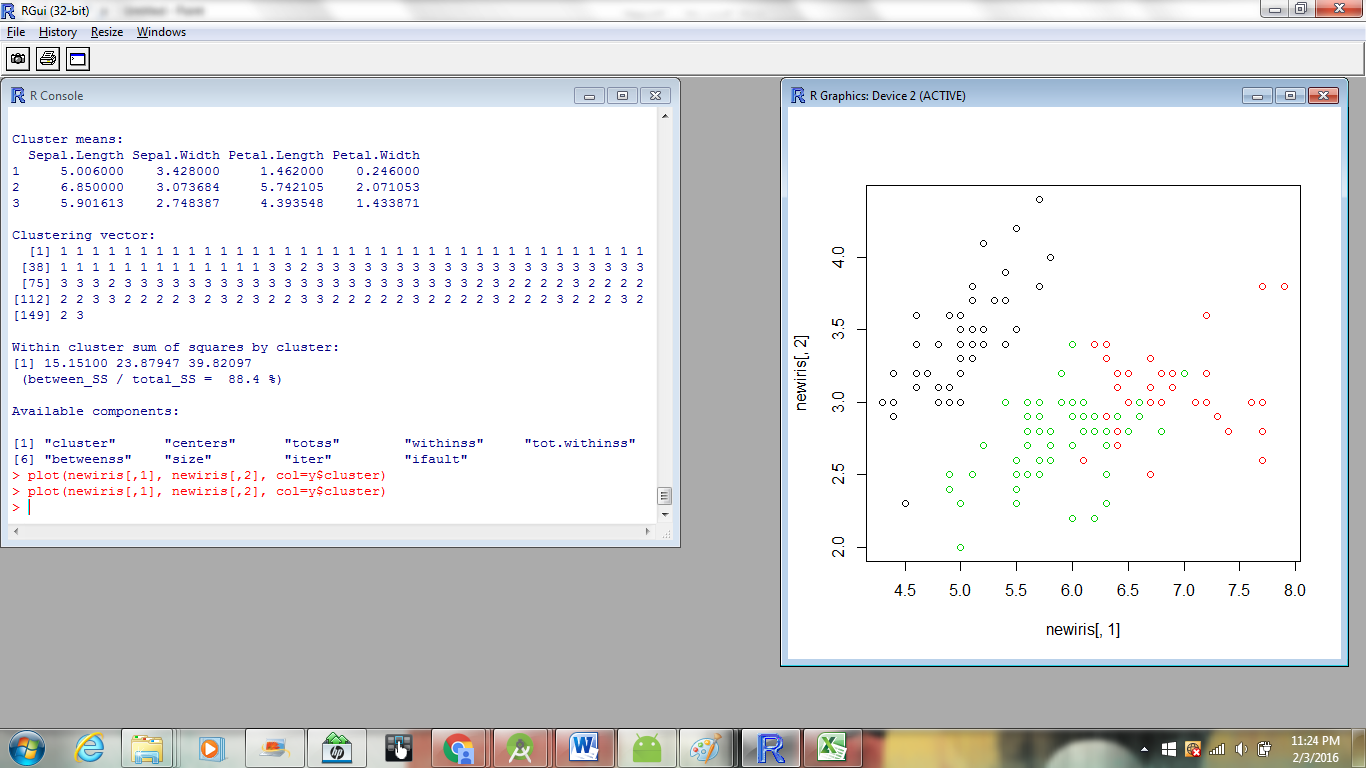 RGui (32-bit)
File History Resize Windows
R Console
Cluster means:
Sepal.Length Sepal.Width Petal.Length Petal.Width
1 5.006000 3.428000 1.462000 0.246000
2 6.850000 3.073684 5.742105 2.071053
3 5.901613 2.748387 4.393548 1.433871
Clustering vector:
[1] 1 1 1 1 1 1 1 1 1 1 1 1 1 1 1 1 1 1 1 1 1 1 1 1 1 1 1 1 1 1 1 1 1 1 1 1 1
[38] 1 1 1 1 1 1 1 1 1 1 1 1 1 3 3 2 3 3 3 3 3 3 3 3 3 3 3 3 3 3 3 3 3 3 3 3 3
[75] 3 3 3 2 3 3 3 3 3 3 3 3 3 3 3 3 3 3 3 3 3 3 3 3 3 3 2 3 2 2 2 2 3 2 2 2 2
[112] 2 2 3 3 2 2 2 2 3 2 3 2 3 2 2 3 3 2 2 2 2 2 3 2 2 2 2 3 2 2 2 3 2 2 2 3 2
[149] 2 3
Within cluster sum of squares by cluster:
[1] 15.15100 23.87947 39.82097
(between_SS / total_SS = 88.4 %)
Available components:
[1] "cluster" "centers" "totss" "withinss" "tot.withinss"
[6] "betweenss" "size" "iter" "ifault"
> plot(newiris[,1], newiris[,2], col=y$cluster)
> plot(newiris[,1], newiris[,2], col=y$cluster)
>
R Graphics: Device 2 (ACTIVE)
newiris[, 2]
4.0
3.5
3.0
2.5
2.0
4.5 5.0 5.5 6.0 6.5 7.0 7.5 8.0
newiris[, 1]
hp
11:24 PM
2/3/2016